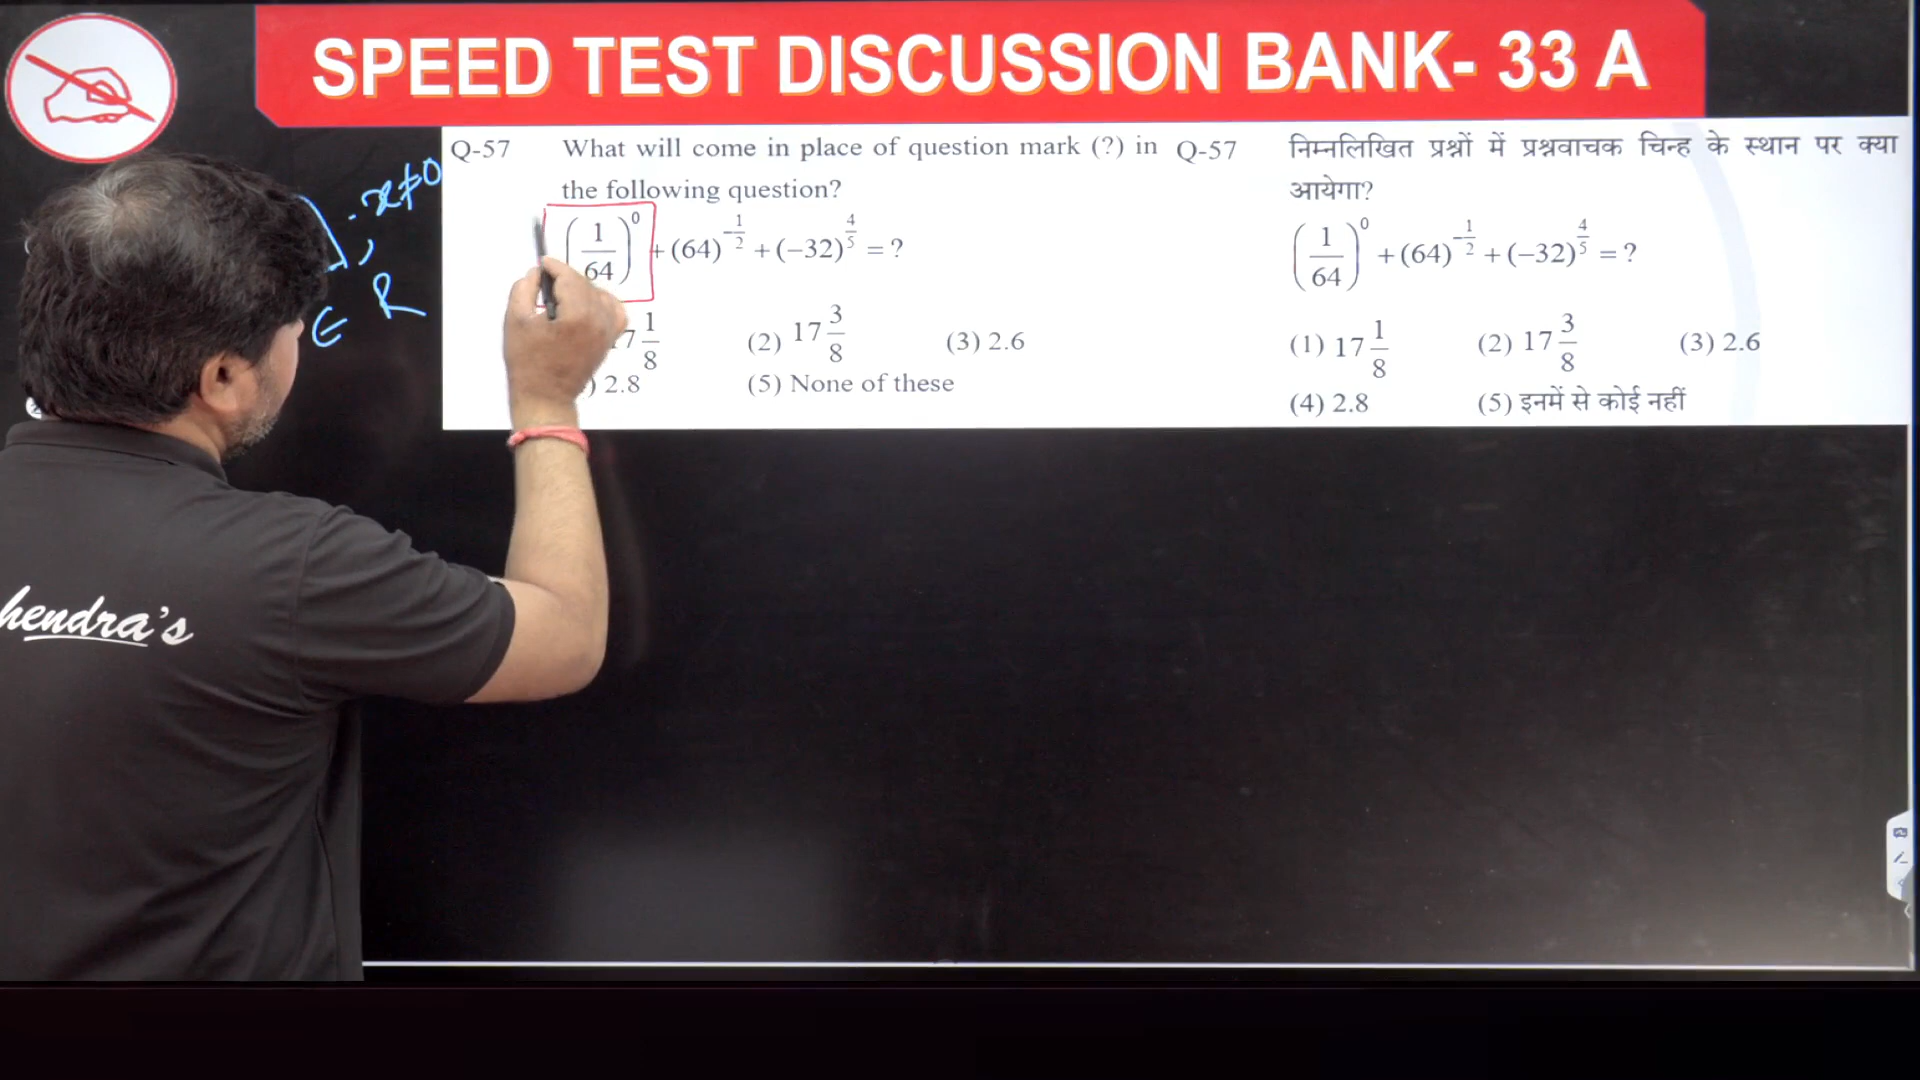 SPEED TEST DISCUSSION BANK- 33 A
Q-57 What will come in place of question mark (?) in
the following question?
(1/64)^0 + (64)^{-1/2} + (-32)^{4/5} = ?
7 1/8 (2) 17 3/8 (3) 2.6
) 2.8 (5) None of these
Q-57 निम्नलिखित प्रश्नों में प्रश्नवाचक चिन्ह के स्थान पर क्या
आयेगा?
(1/64)^0 + (64)^{-1/2} + (-32)^{4/5} = ?
(1) 17 1/8 (2) 17 3/8 (3) 2.6
(4) 2.8 (5) इनमें से कोई नहीं
, x≠0
∈ R
hendra's